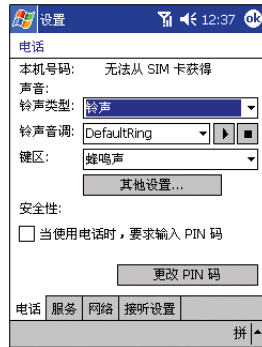 设置 12:37 ok
电话
本机号码: 无法从 SIM 卡获得
声音:
铃声类型: 铃声
铃声音调: DefaultRing
键区: 蜂鸣声
其他设置...
安全性:
当使用电话时，要求输入 PIN 码
更改 PIN 码
电话 服务 网络 接听设置
拼